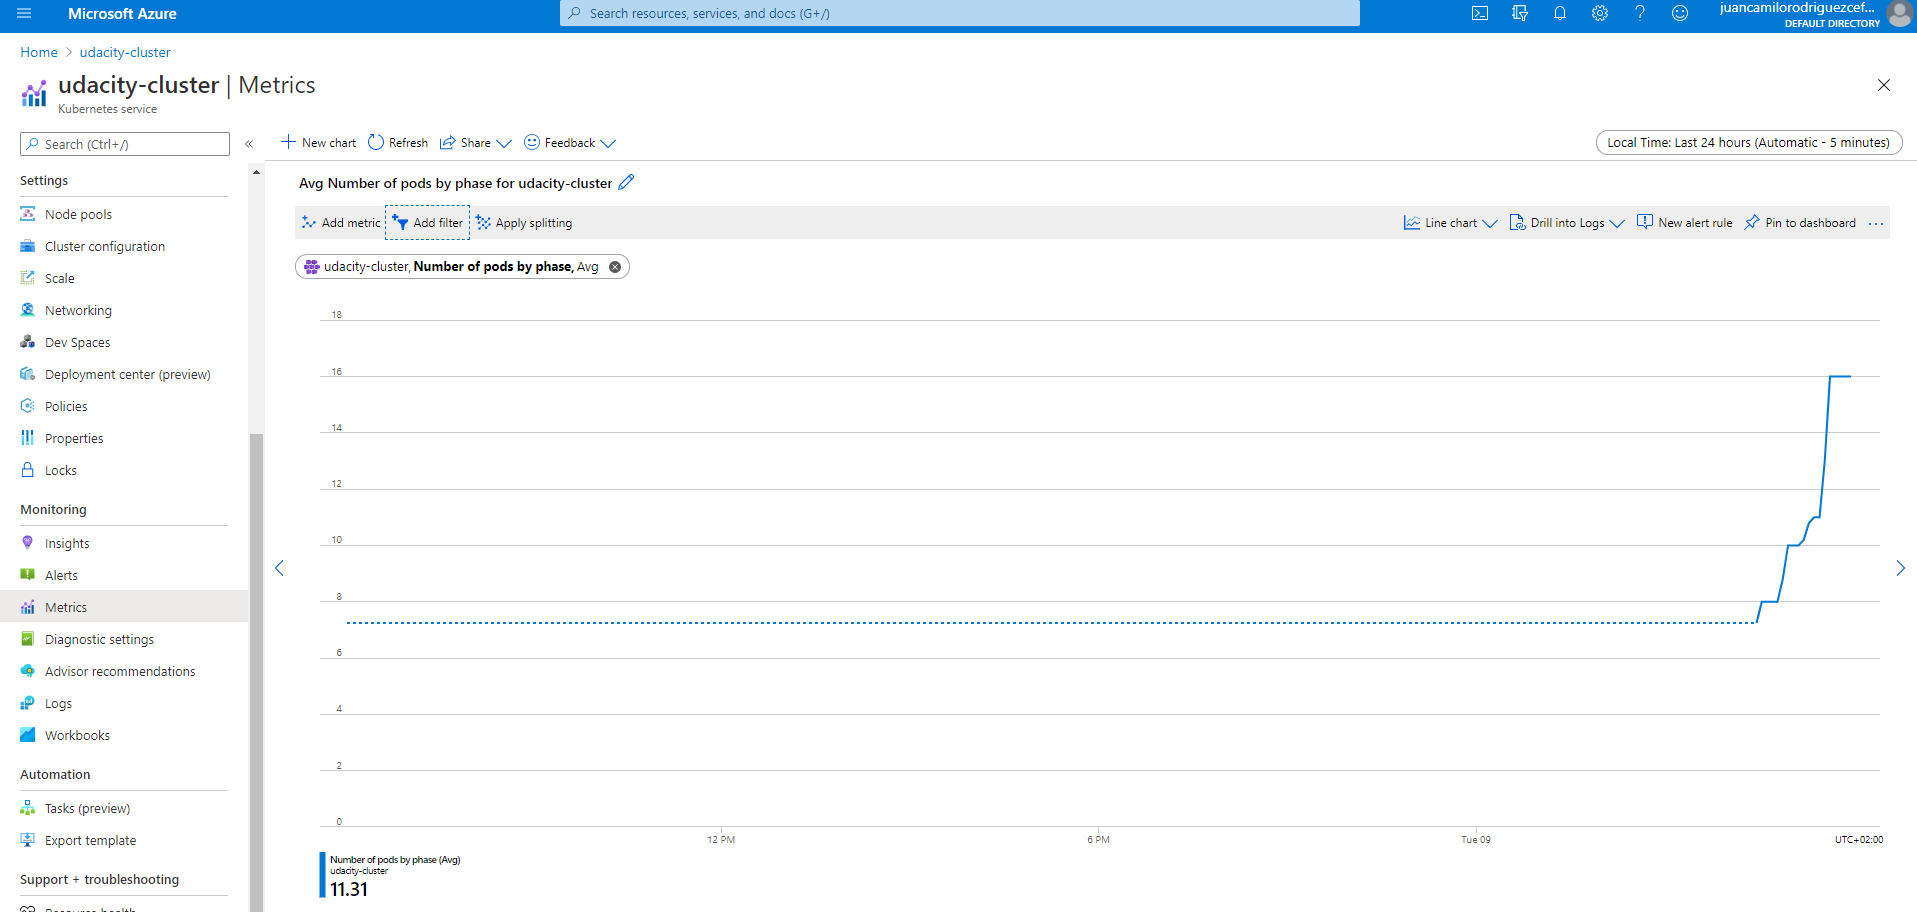 Microsoft Azure
Search resources, services, and docs (G+/)
juancamilorodriguezcef...
DEFAULT DIRECTORY
Home > udacity-cluster
udacity-cluster | Metrics
Kubernetes service
Search (Ctrl+/)
«
New chart
Refresh
Share
Feedback
Local Time: Last 24 hours (Automatic - 5 minutes)
Settings
Node pools
Cluster configuration
Scale
Networking
Dev Spaces
Deployment center (preview)
Policies
Properties
Locks
Monitoring
Insights
Alerts
Metrics
Diagnostic settings
Advisor recommendations
Logs
Workbooks
Automation
Tasks (preview)
Export template
Support + troubleshooting
Resource health
Avg Number of pods by phase for udacity-cluster
Add metric
Add filter
Apply splitting
Line chart
Drill into Logs
New alert rule
Pin to dashboard
...
udacity-cluster, Number of pods by phase, Avg
18
16
14
12
10
8
6
4
2
0
12 PM
6 PM
Tue 09
UTC+02:00
Number of pods by phase (Avg)
udacity-cluster
11.31